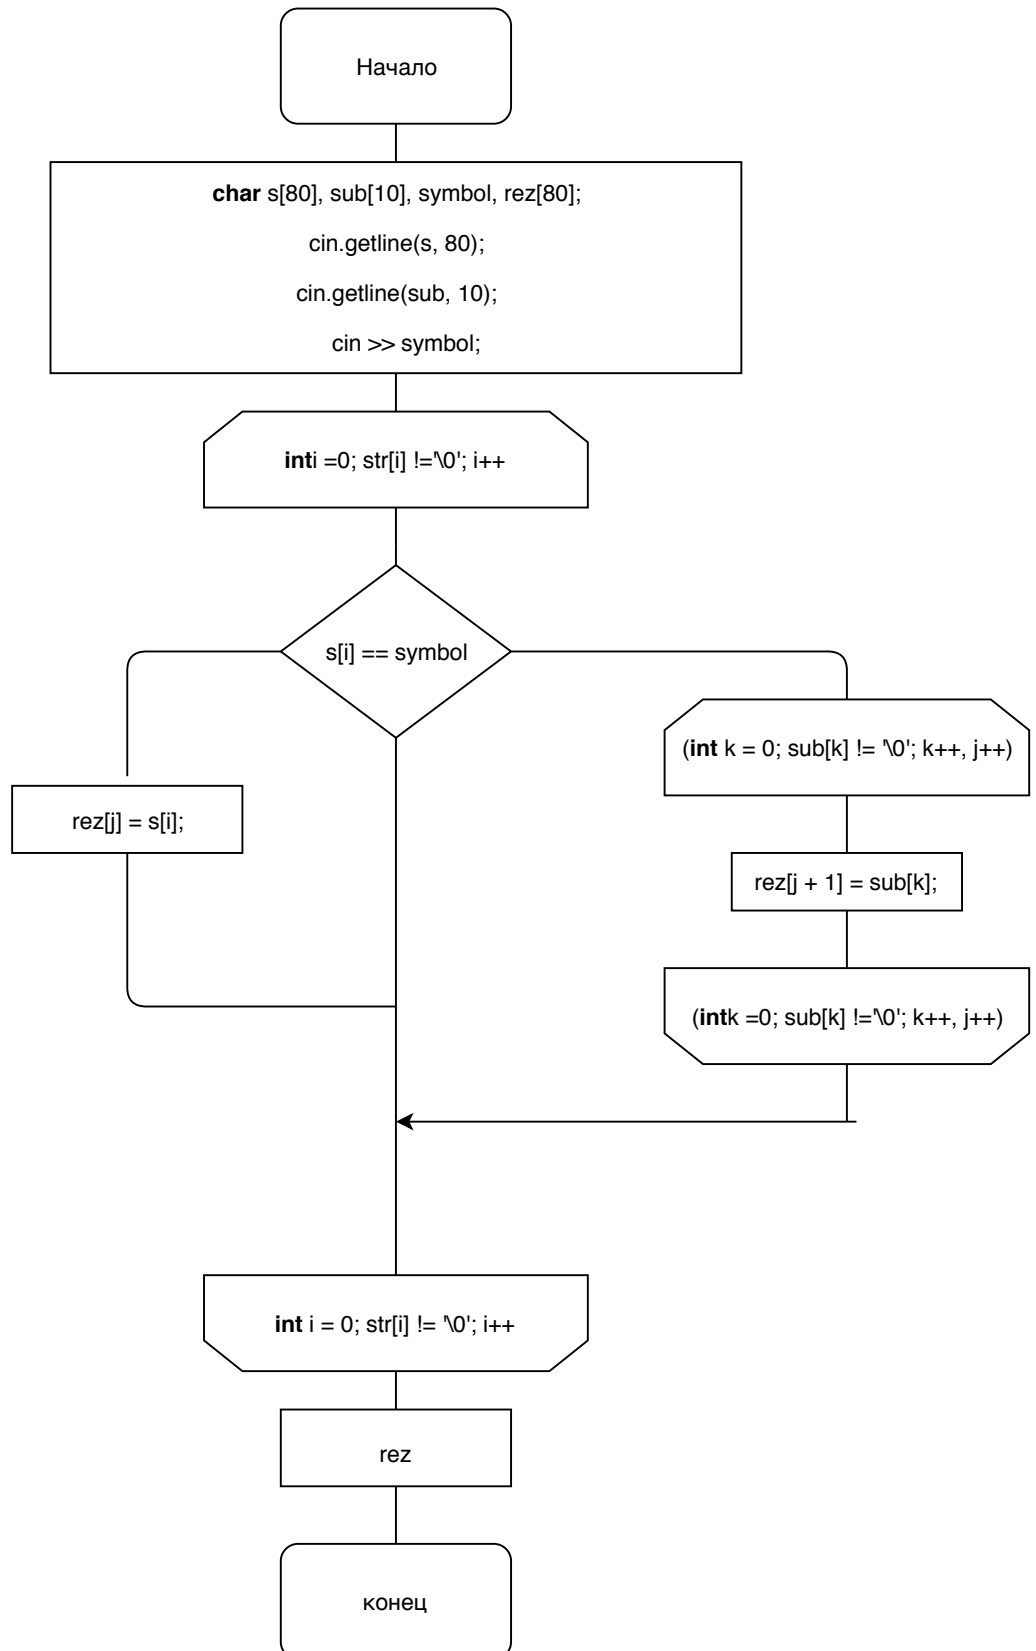 Начало
char s[80], sub[10], symbol, rez[80];
cin.getline(s, 80);
cin.getline(sub, 10);
cin >> symbol;
inti =0; str[i] !='\0'; i++
s[i] == symbol
(int k = 0; sub[k] != '\0'; k++, j++)
rez[j] = s[i];
rez[j + 1] = sub[k];
(intk =0; sub[k] !='\0'; k++, j++)
int i = 0; str[i] != '\0'; i++
rez
конец